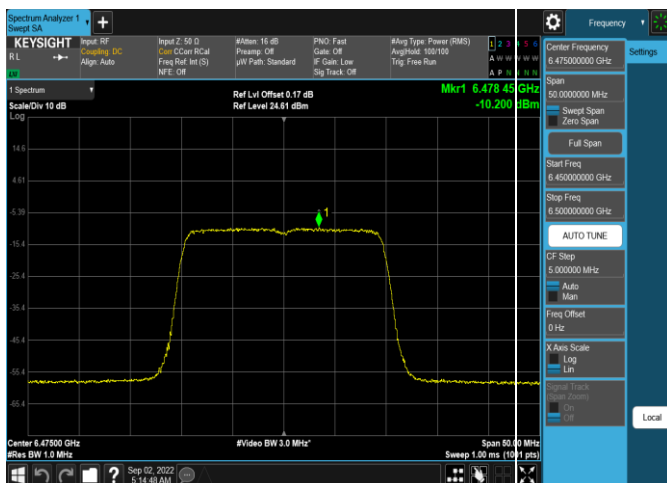 Spectrum Analyzer 1
Swept SA
+
Frequency
KEYSIGHT
RL
LXI
Input: RF
Coupling: DC
Align: Auto
Input Z: 50 Ω
Corr CCorr RCal
Freq Ref: Int (S)
NFE: Off
#Atten: 16 dB
Preamp: Off
µW Path: Standard
PNO: Fast
Gate: Off
IF Gain: Low
Sig Track: Off
#Avg Type: Power (RMS)
Avg|Hold: 100/100
Trig: Free Run
1 2 3 4 5 6
A W W W W W
A P N N N N
1 Spectrum
Scale/Div 10 dB
Log
Ref Lvl Offset 0.17 dB
Ref Level 24.61 dBm
Mkr1 6.478 45 GHz
-10.200 dBm
14.6
4.61
-5.39
-15.4
-25.4
-35.4
-45.4
-55.4
-65.4
1
Center 6.47500 GHz
#Res BW 1.0 MHz
#Video BW 3.0 MHz*
Span 50.00 MHz
Sweep 1.00 ms (1001 pts)
Sep 02, 2022
5:14:48 AM
?
Center Frequency
6.475000000 GHz
Span
50.0000000 MHz
Swept Span
Zero Span
Full Span
Start Freq
6.450000000 GHz
Stop Freq
6.500000000 GHz
AUTO TUNE
CF Step
5.000000 MHz
Auto
Man
Freq Offset
0 Hz
X Axis Scale
Log
Lin
Signal Track
(Span Zoom)
On
Off
Settings
Local